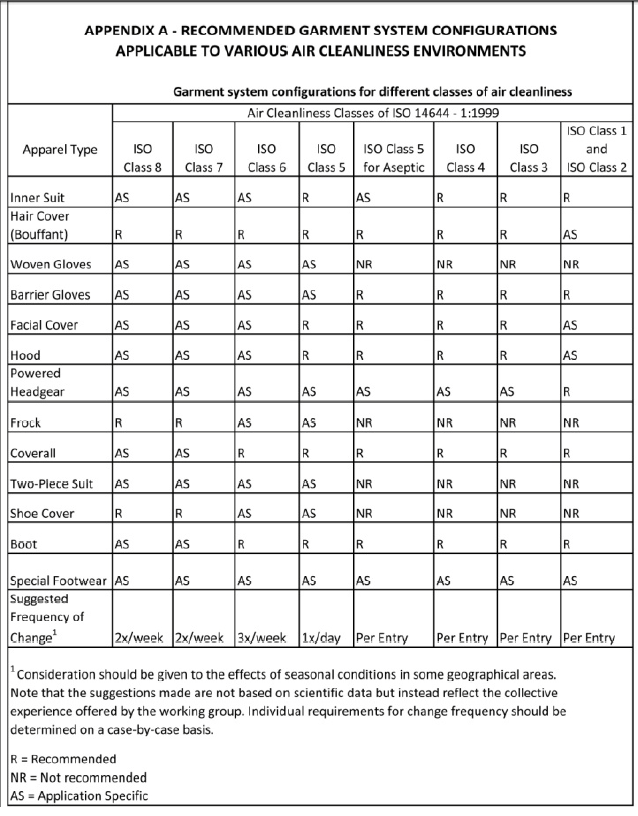 APPENDIX A - RECOMMENDED GARMENT SYSTEM CONFIGURATIONS
APPLICABLE TO VARIOUS AIR CLEANLINESS ENVIRONMENTS
Garment system configurations for different classes of air cleanliness
Air Cleanliness Classes of ISO 14644 - 1:1999
Apparel Type ISO Class 8 ISO Class 7 ISO Class 6 ISO Class 5 ISO Class 5 for Aseptic ISO Class 4 ISO Class 3 ISO Class 1 and ISO Class 2
Inner Suit AS AS AS R AS R R R
Hair Cover (Bouffant) R R R R R R R AS
Woven Gloves AS AS AS AS NR NR NR NR
Barrier Gloves AS AS AS AS R R R R
Facial Cover AS AS AS R R R R AS
Hood AS AS AS R R R R AS
Powered Headgear AS AS AS AS AS AS AS R
Frock R R AS AS NR NR NR NR
Coverall AS AS R R R R R R
Two-Piece Suit AS AS AS AS NR NR NR NR
Shoe Cover R R AS AS NR NR NR NR
Boot AS AS R R R R R R
Special Footwear AS AS AS AS AS AS AS AS
Suggested Frequency of Change¹ 2x/week 2x/week 3x/week 1x/day Per Entry Per Entry Per Entry Per Entry
¹ Consideration should be given to the effects of seasonal conditions in some geographical areas.
Note that the suggestions made are not based on scientific data but instead reflect the collective
experience offered by the working group. Individual requirements for change frequency should be
determined on a case-by-case basis.
R = Recommended
NR = Not recommended
AS = Application Specific